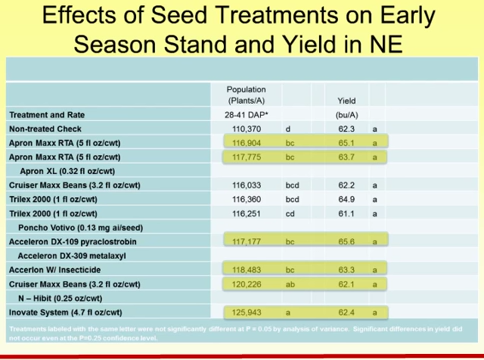 Effects of Seed Treatments on Early
Season Stand and Yield in NE
Population
(Plants/A) Yield
Treatment and Rate 28-41 DAP* (bu/A)
Non-treated Check 110,370 d 62.3 a
Apron Maxx RTA (5 fl oz/cwt) 116,904 bc 65.1 a
Apron Maxx RTA (5 fl oz/cwt) 117,775 bc 63.7 a
Apron XL (0.32 fl oz/cwt)
Cruiser Maxx Beans (3.2 fl oz/cwt) 116,033 bcd 62.2 a
Trilex 2000 (1 fl oz/cwt) 116,360 bcd 64.9 a
Trilex 2000 (1 fl oz/cwt) 116,251 cd 61.1 a
Poncho Votivo (0.13 mg ai/seed)
Acceleron DX-109 pyraclostrobin 117,177 bc 65.6 a
Acceleron DX-309 metalaxyl
Accerlon W/ Insecticide 118,483 bc 63.3 a
Cruiser Maxx Beans (3.2 fl oz/cwt) 120,226 ab 62.1 a
N – Hibit (0.25 oz/cwt)
Inovate System (4.7 fl oz/cwt) 125,943 a 62.4 a
Treatments labeled with the same letter were not significantly different at P = 0.05 by analysis of variance. Significant differences in yield did
not occur even at the P=0.25 confidence level.